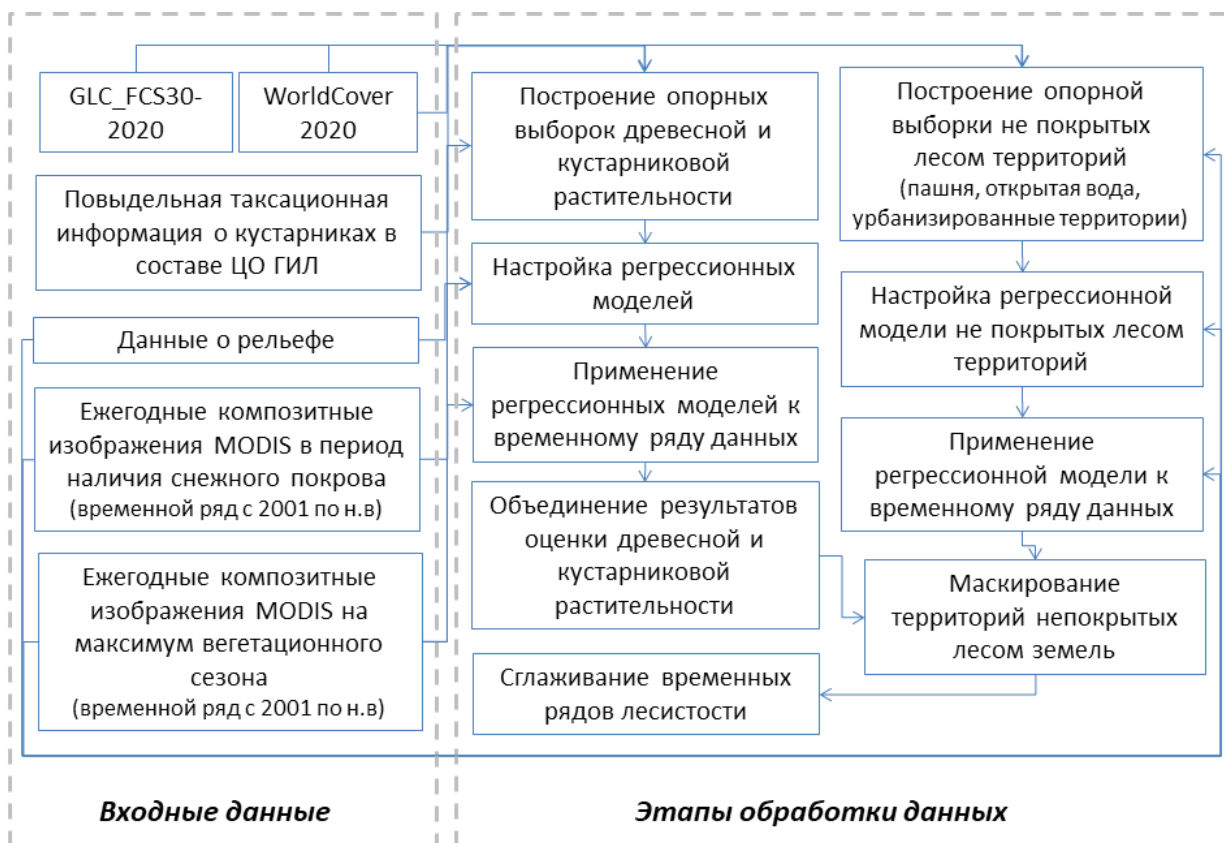 GLC_FCS30-
2020
WorldCover
2020
Повыдельная таксационная
информация о кустарниках в
составе ЦО ГИЛ
Данные о рельефе
Ежегодные композитные
изображения MODIS в период
наличия снежного покрова
(временной ряд с 2001 по н.в)
Ежегодные композитные
изображения MODIS на
максимум вегетационного
сезона
(временной ряд с 2001 по н.в)
Входные данные
Построение опорных
выборок древесной и
кустарниковой
растительности
Настройка регрессионных
моделей
Применение
регрессионных моделей к
временному ряду данных
Объединение результатов
оценки древесной и
кустарниковой
растительности
Сглаживание временных
рядов лесистости
Построение опорной
выборки не покрытых
лесом территорий
(пашня, открытая вода,
урбанизированные территории)
Настройка регрессионной
модели не покрытых лесом
территорий
Применение
регрессионной модели к
временному ряду данных
Маскирование
территорий непокрытых
лесом земель
Этапы обработки данных